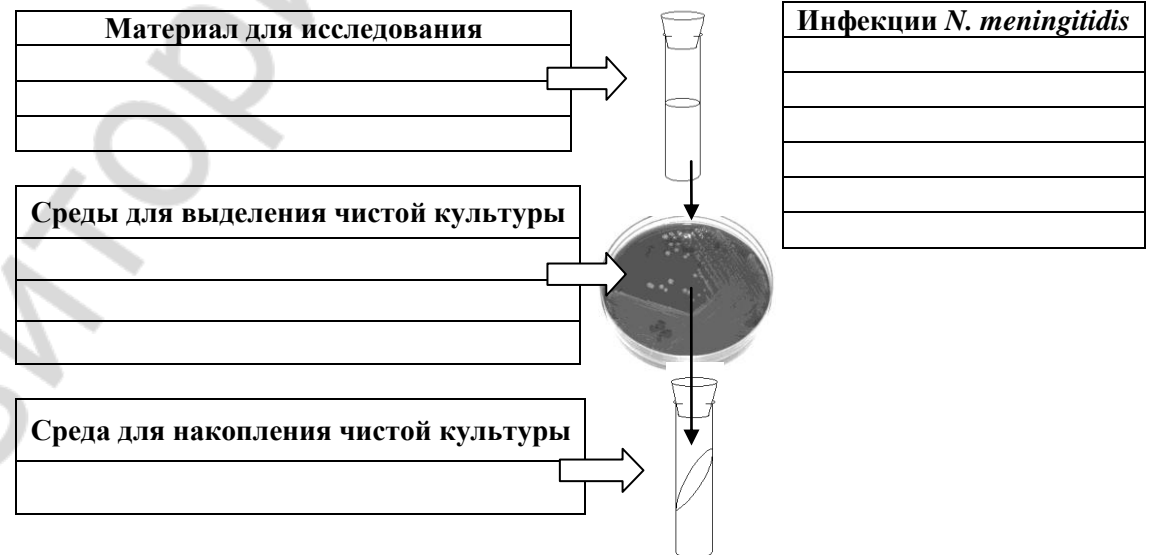 Материал для исследования
Инфекции N. meningitidis
Среды для выделения чистой культуры
Среда для накопления чистой культуры